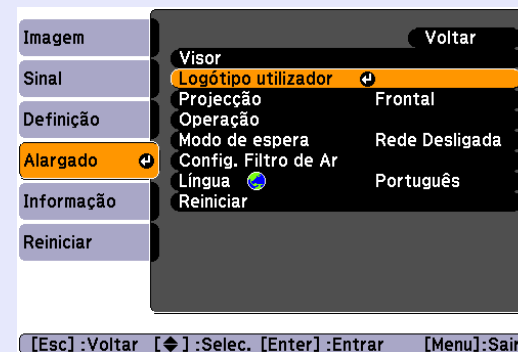 Imagem
Sinal
Definição
Alargado
Informação
Reiniciar
Voltar
Visor
Logótipo utilizador
Projecção Frontal
Operação
Modo de espera Rede Desligada
Config. Filtro de Ar
Língua Português
Reiniciar
[Esc] :Voltar [◆] :Selec. [Enter] :Entrar [Menu]:Sair